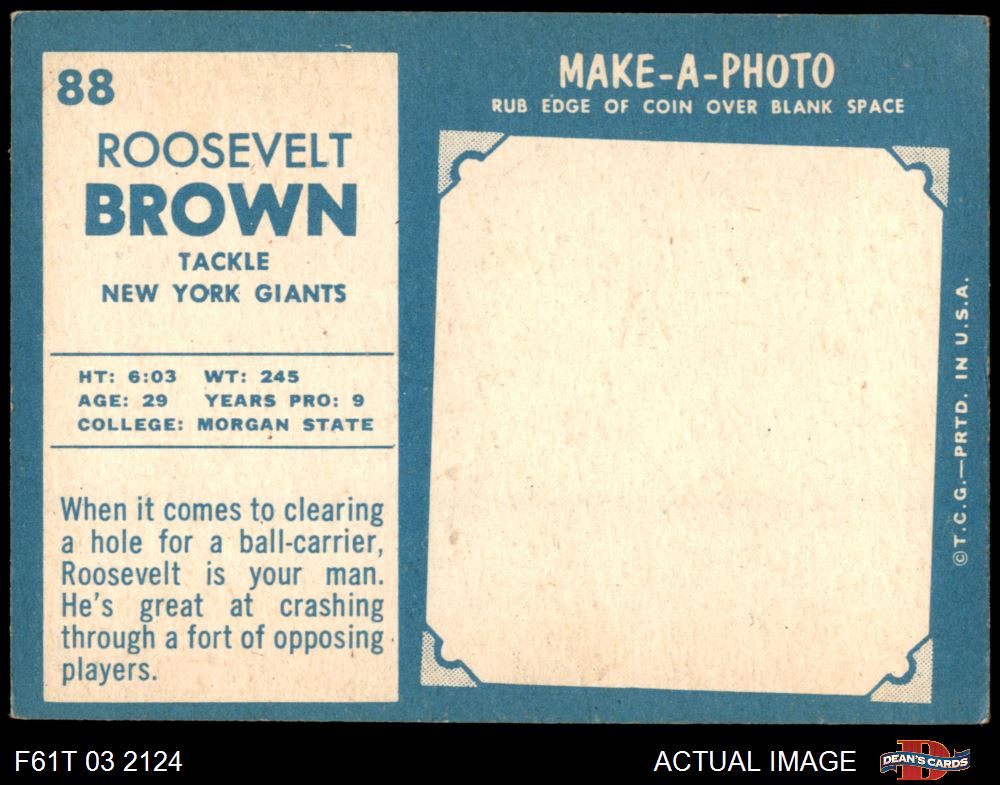 88
ROOSEVELT
BROWN
TACKLE
NEW YORK GIANTS
HT: 6:03 WT: 245
AGE: 29 YEARS PRO: 9
COLLEGE: MORGAN STATE
When it comes to clearing
a hole for a ball-carrier,
Roosevelt is your man.
He's great at crashing
through a fort of opposing
players.
MAKE-A-PHOTO
RUB EDGE OF COIN OVER BLANK SPACE
©T.C.G.—PRTD. IN U.S.A.
F61T 03 2124
ACTUAL IMAGE
D
DEAN'S CARDS